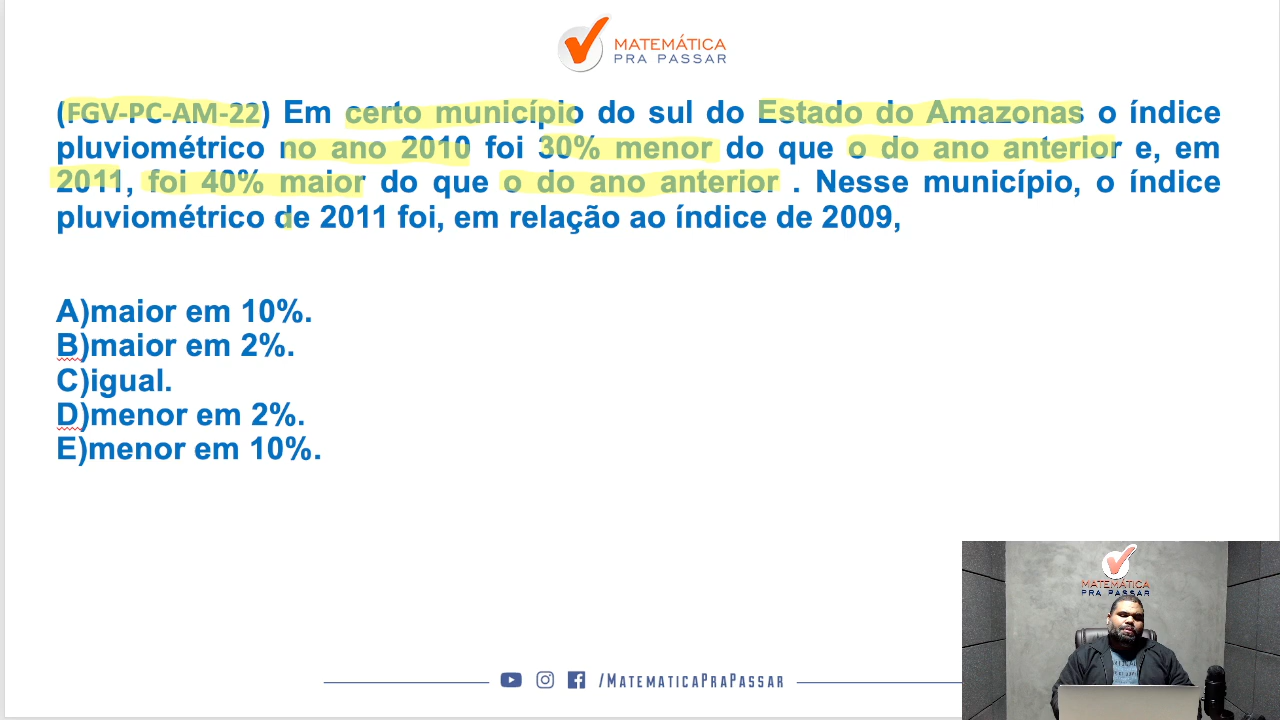 MATEMÁTICA
PRA PASSAR
(FGV-PC-AM-22) Em certo município do sul do Estado do Amazonas o índice
pluviométrico no ano 2010 foi 30% menor do que o do ano anterior e, em
2011, foi 40% maior do que o do ano anterior . Nesse município, o índice
pluviométrico de 2011 foi, em relação ao índice de 2009,
A)maior em 10%.
B)maior em 2%.
C)igual.
D)menor em 2%.
E)menor em 10%.
MATEMÁTICA
PRA PASSAR
/MATEMATICAPRAPASSAR